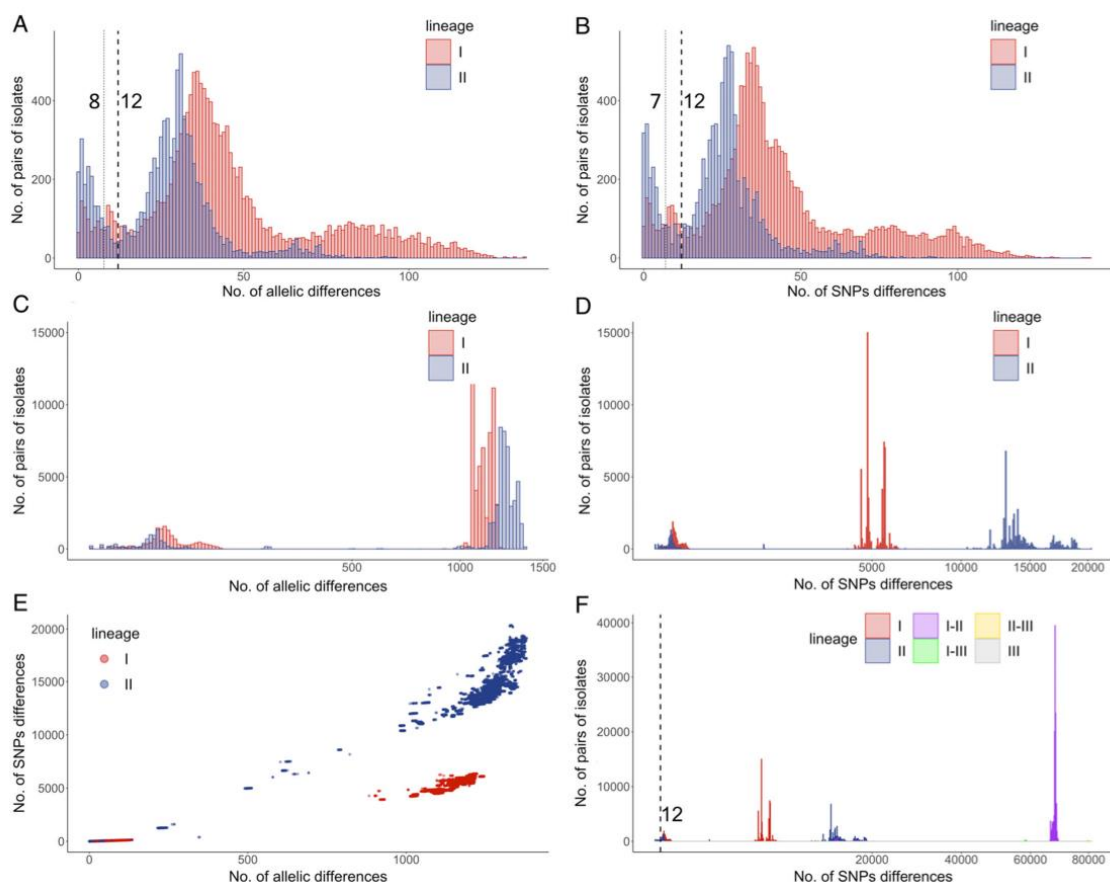 A
lineage
I
II
No. of pairs of isolates
400
200
0
8
12
0
50
100
No. of allelic differences
B
lineage
I
II
No. of pairs of isolates
400
200
0
7
12
0
50
100
No. of SNPs differences
C
lineage
I
II
No. of pairs of isolates
15000
10000
5000
0
500
1000
1500
No. of allelic differences
D
lineage
I
II
No. of pairs of isolates
15000
10000
5000
0
5000
10000
15000
20000
No. of SNPs differences
E
lineage
I
II
No. of SNPs differences
20000
15000
10000
5000
0
0
500
1000
No. of allelic differences
F
lineage
I
I-II
II-III
II
I-III
III
No. of pairs of isolates
40000
30000
20000
10000
0
12
20000
40000
60000
80000
No. of SNPs differences